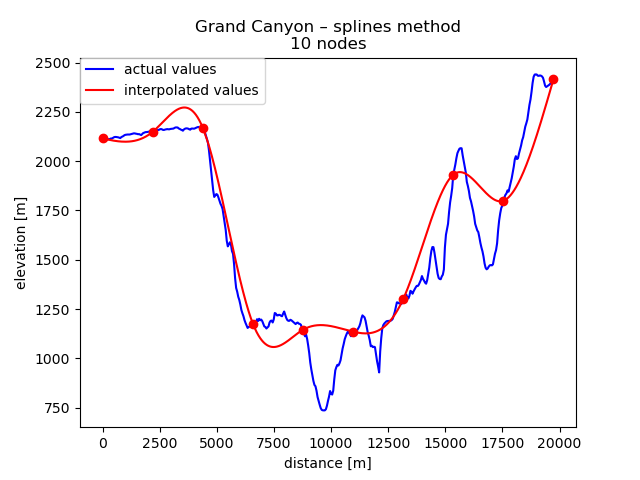 Grand Canyon – splines method
10 nodes
actual values
interpolated values
elevation [m]
2500
2250
2000
1750
1500
1250
1000
750
0 2500 5000 7500 10000 12500 15000 17500 20000
distance [m]